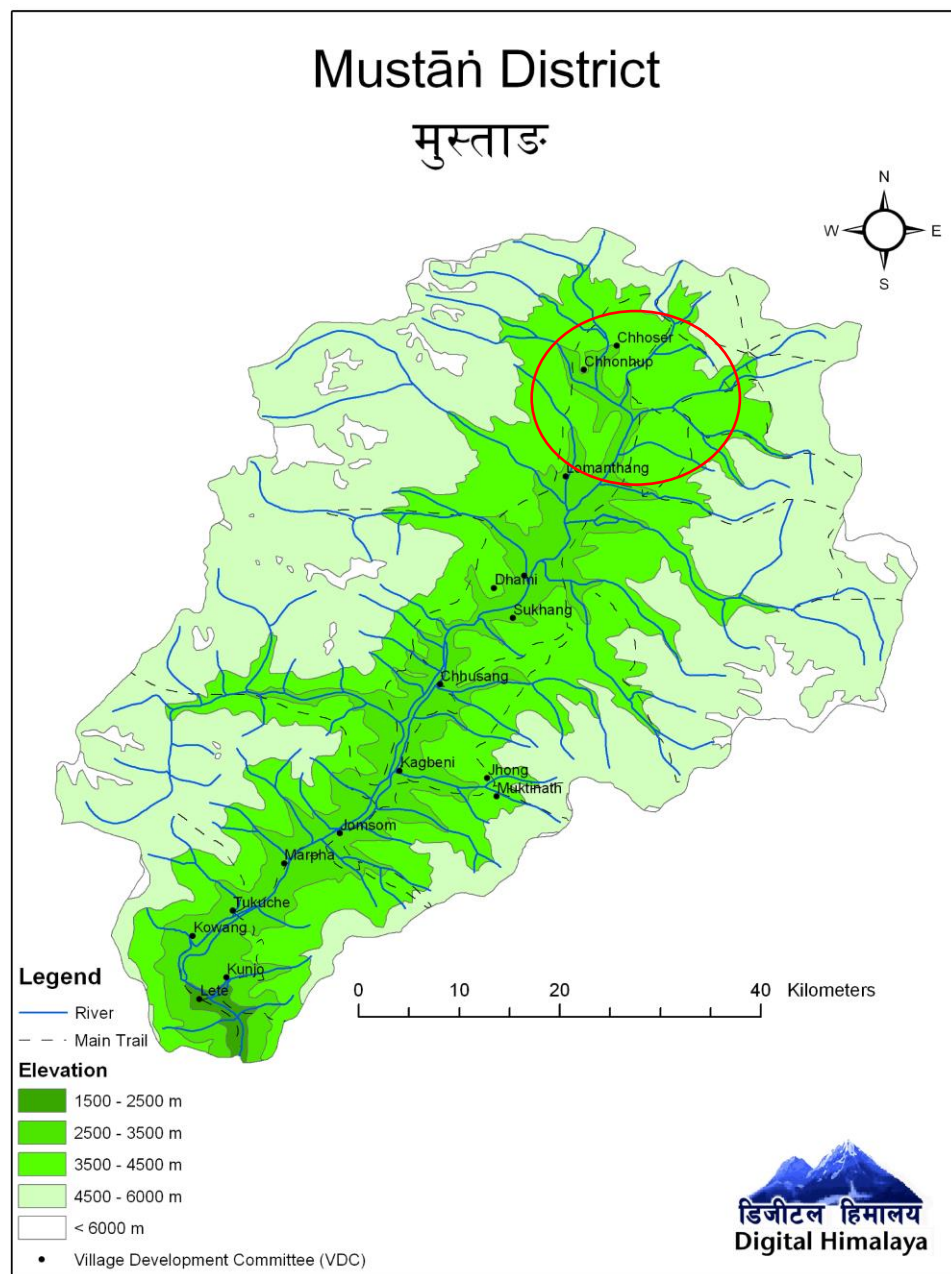 Mustāṅ District
मुस्ताङ
N
W E
S
Chhoser
Chhonhup
Lomanthang
Dhami
Sukhang
Chhusang
Kagbeni
Jhong
Muktinath
Jomsom
Marpha
Tukuche
Kowang
Kunjo
Lete
Legend
River
Main Trail
0 10 20 40 Kilometers
Elevation
1500 - 2500 m
2500 - 3500 m
3500 - 4500 m
4500 - 6000 m
< 6000 m
Village Development Committee (VDC)
डिजीटल हिमालय
Digital Himalaya